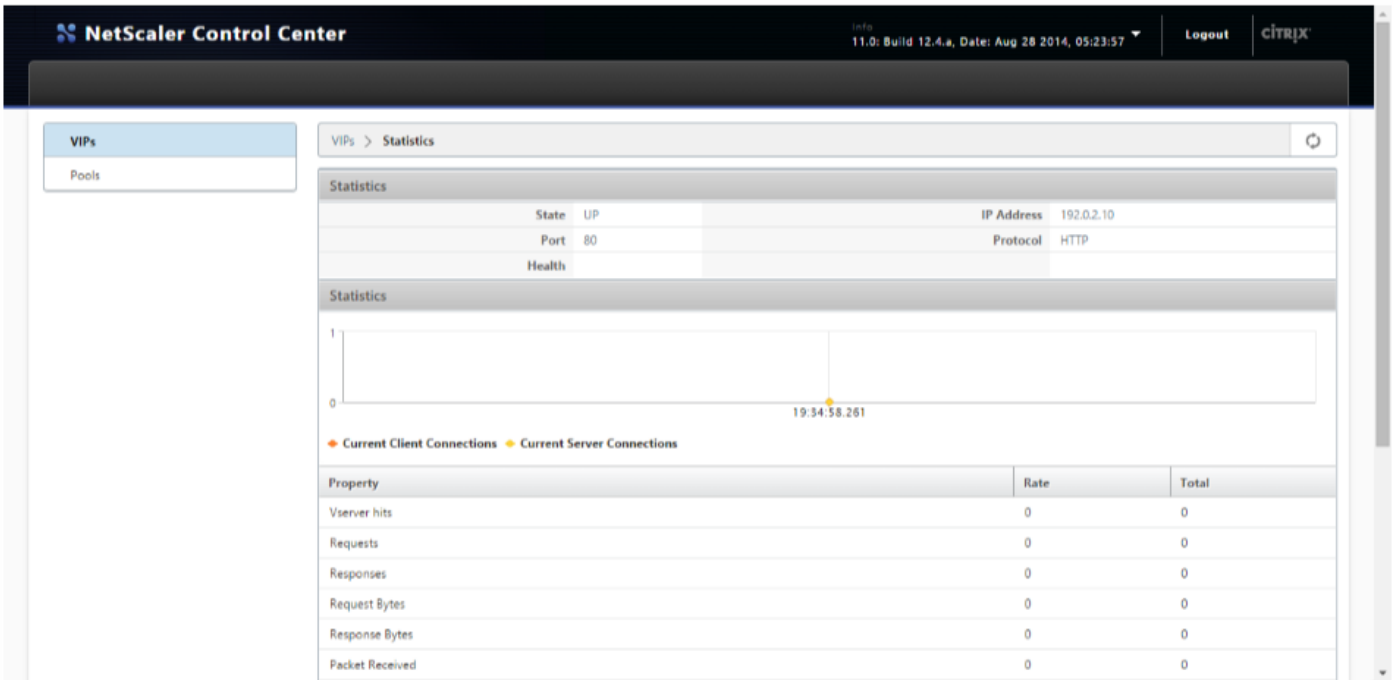 NetScaler Control Center
Info
11.0: Build 12.4.a, Date: Aug 28 2014, 05:23:57
Logout
CİTRIX
VIPs
Pools
VIPs > Statistics
Statistics
State UP IP Address 192.0.2.10
Port 80 Protocol HTTP
Health
Statistics
1
0
19:34:58.261
Current Client Connections Current Server Connections
Property Rate Total
Vserver hits 0 0
Requests 0 0
Responses 0 0
Request Bytes 0 0
Response Bytes 0 0
Packet Received 0 0